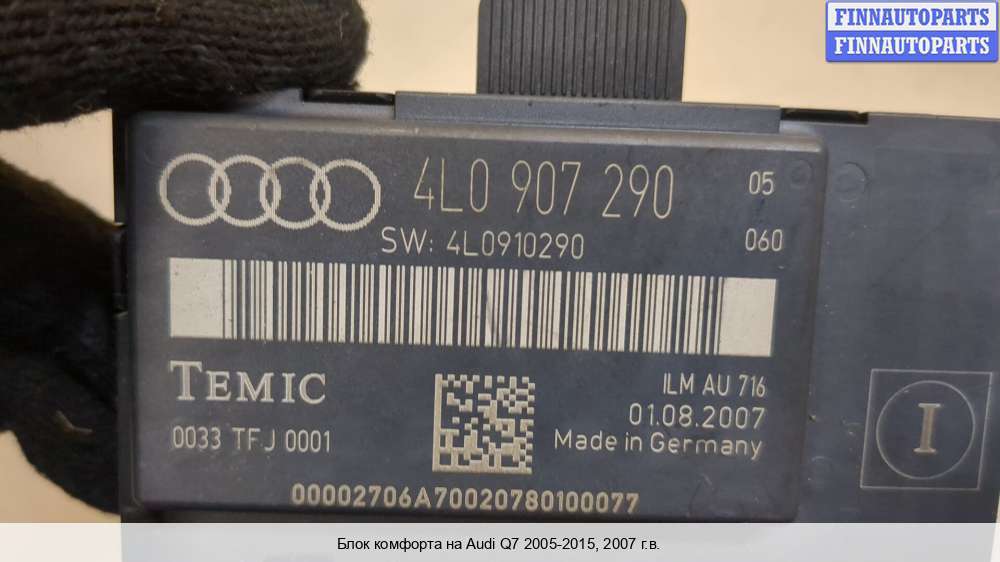 FINNAUTOPARTS
FINNAUTOPARTS
4L0 907 290 05
SW: 4L0910290 060
TEMIC
ILM AU 716
01.08.2007
0033 TFJ 0001
Made in Germany
I
00002706A70020780100077
Блок комфорта на Audi Q7 2005-2015, 2007 г.в.